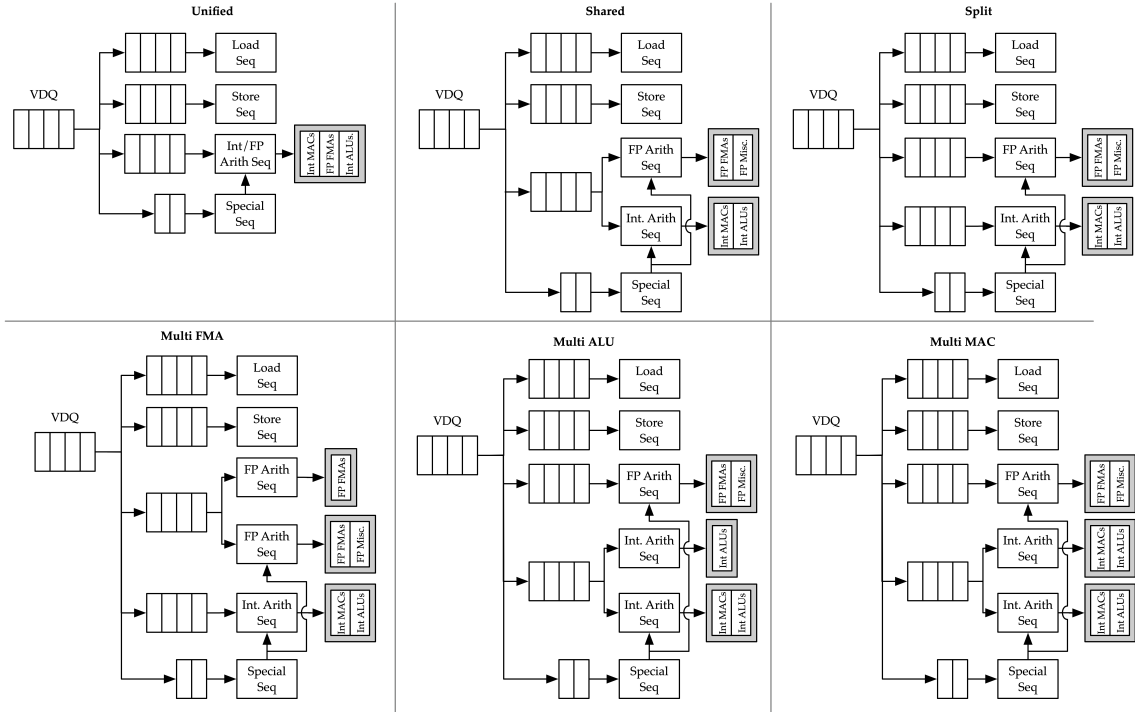 Unified
VDQ
Load
Seq
Store
Seq
Int/FP
Arith Seq
Int MACs
FP FMAs
Int ALUs.
Special
Seq
Shared
VDQ
Load
Seq
Store
Seq
FP Arith
Seq
FP FMAs
FP Misc.
Int. Arith
Seq
Int MACs
Int ALUs
Special
Seq
Split
VDQ
Load
Seq
Store
Seq
FP Arith
Seq
FP FMAs
FP Misc.
Int. Arith
Seq
Int MACs
Int ALUs
Special
Seq
Multi FMA
VDQ
Load
Seq
Store
Seq
FP Arith
Seq
FP FMAs
FP Arith
Seq
FP FMAs
FP Misc.
Int. Arith
Seq
Int MACs
Int ALUs
Special
Seq
Multi ALU
VDQ
Load
Seq
Store
Seq
FP Arith
Seq
FP FMAs
FP Misc.
Int. Arith
Seq
Int ALUs
Int. Arith
Seq
Int MACs
Int ALUs
Special
Seq
Multi MAC
VDQ
Load
Seq
Store
Seq
FP Arith
Seq
FP FMAs
FP Misc.
Int. Arith
Seq
Int MACs
Int ALUs
Int. Arith
Seq
Int MACs
Int ALUs
Special
Seq